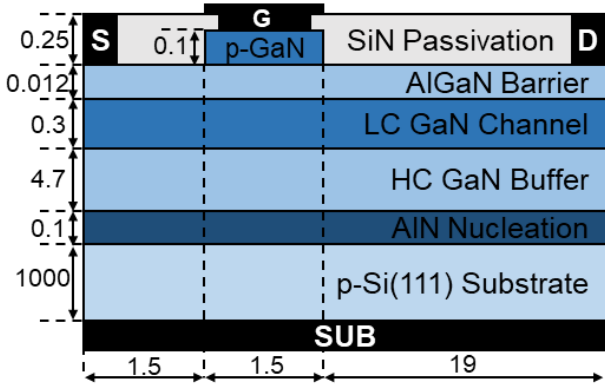 G
0.25
S
0.1
p-GaN
SiN Passivation
D
0.012
AlGaN Barrier
0.3
LC GaN Channel
4.7
HC GaN Buffer
0.1
AlN Nucleation
1000
p-Si(111) Substrate
SUB
1.5
1.5
19